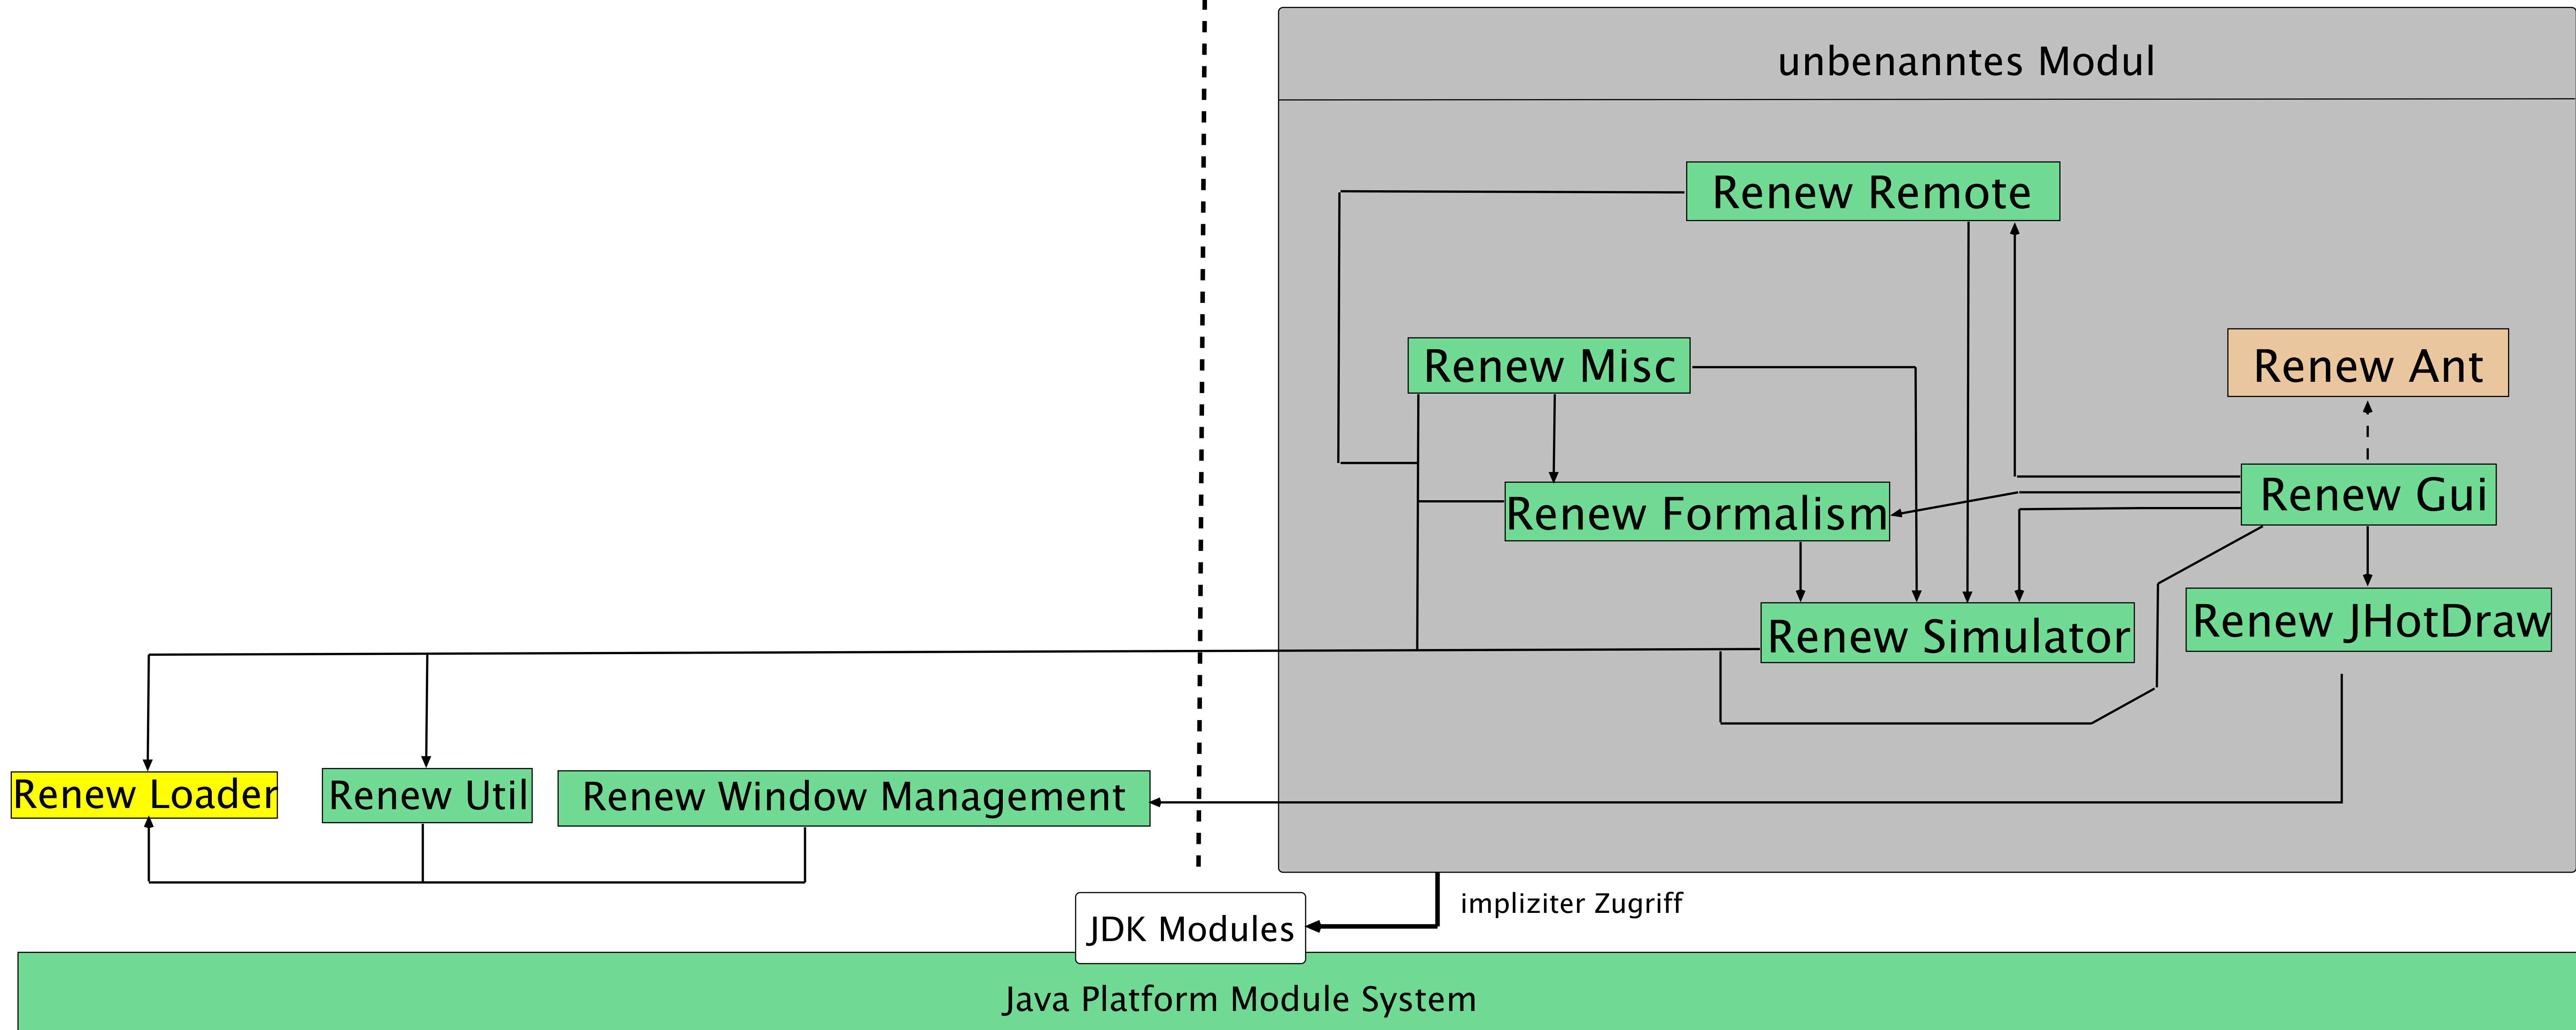 unbenanntes Modul
Renew Remote
Renew Misc
Renew Ant
Renew Gui
Renew Formalism
Renew JHotDraw
Renew Simulator
Renew Loader
Renew Util
Renew Window Management
impliziter Zugriff
JDK Modules
Java Platform Module System